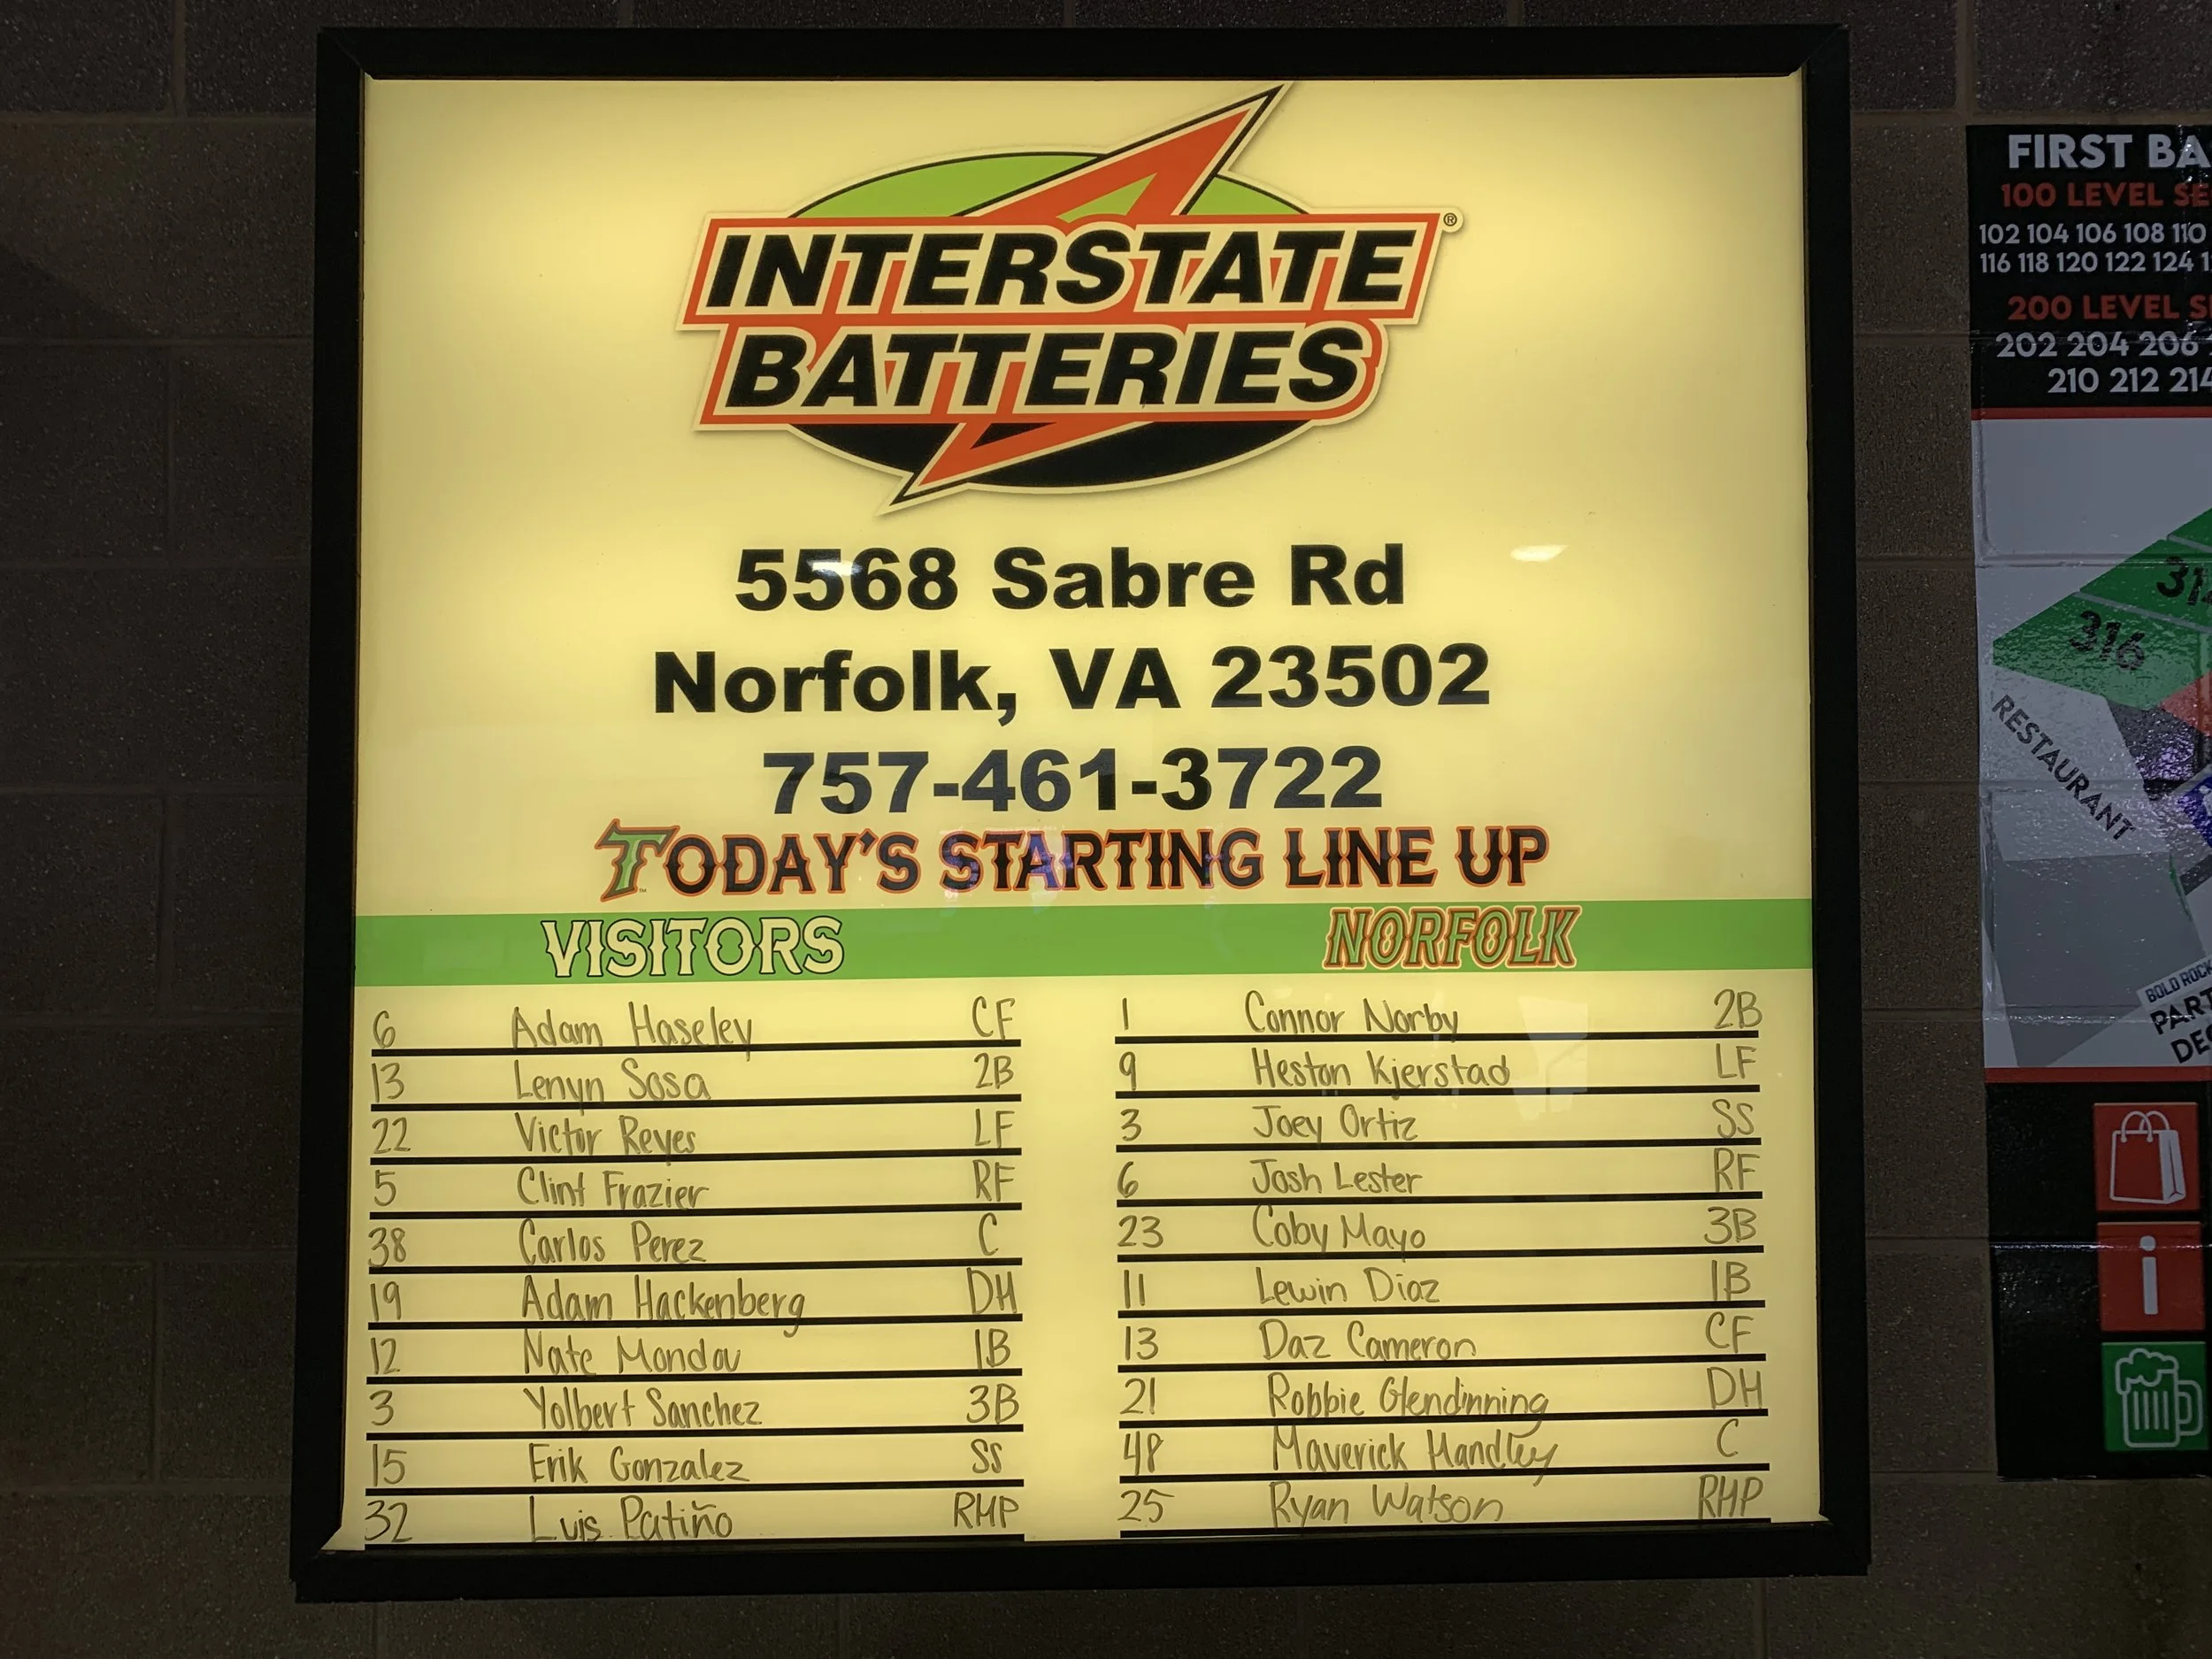 INTERSTATE
BATTERIES®
5568 Sabre Rd
Norfolk, VA 23502
757-461-3722
TODAY'S STARTING LINE UP
VISITORS
6 Adam Haseley CF
13 Lenyn Sosa 2B
22 Victor Reyes LF
5 Clint Frazier RF
38 Carlos Perez C
19 Adam Hackenberg DH
12 Nate Mondou 1B
3 Yolbert Sanchez 3B
15 Erik Gonzalez SS
32 Luis Patiño RHP
NORFOLK
1 Connor Norby 2B
9 Heston Kjerstad LF
3 Joey Ortiz SS
6 Josh Lester RF
23 Coby Mayo 3B
11 Lewin Diaz 1B
13 Daz Cameron CF
21 Robbie Glendinning DH
48 Maverick Handley C
25 Ryan Watson RHP
FIRST BA
100 LEVEL SE
102 104 106 108 110
116 118 120 122 124
200 LEVEL S
202 204 206
210 212 214
316
RESTAURANT
BOLD ROCK
i